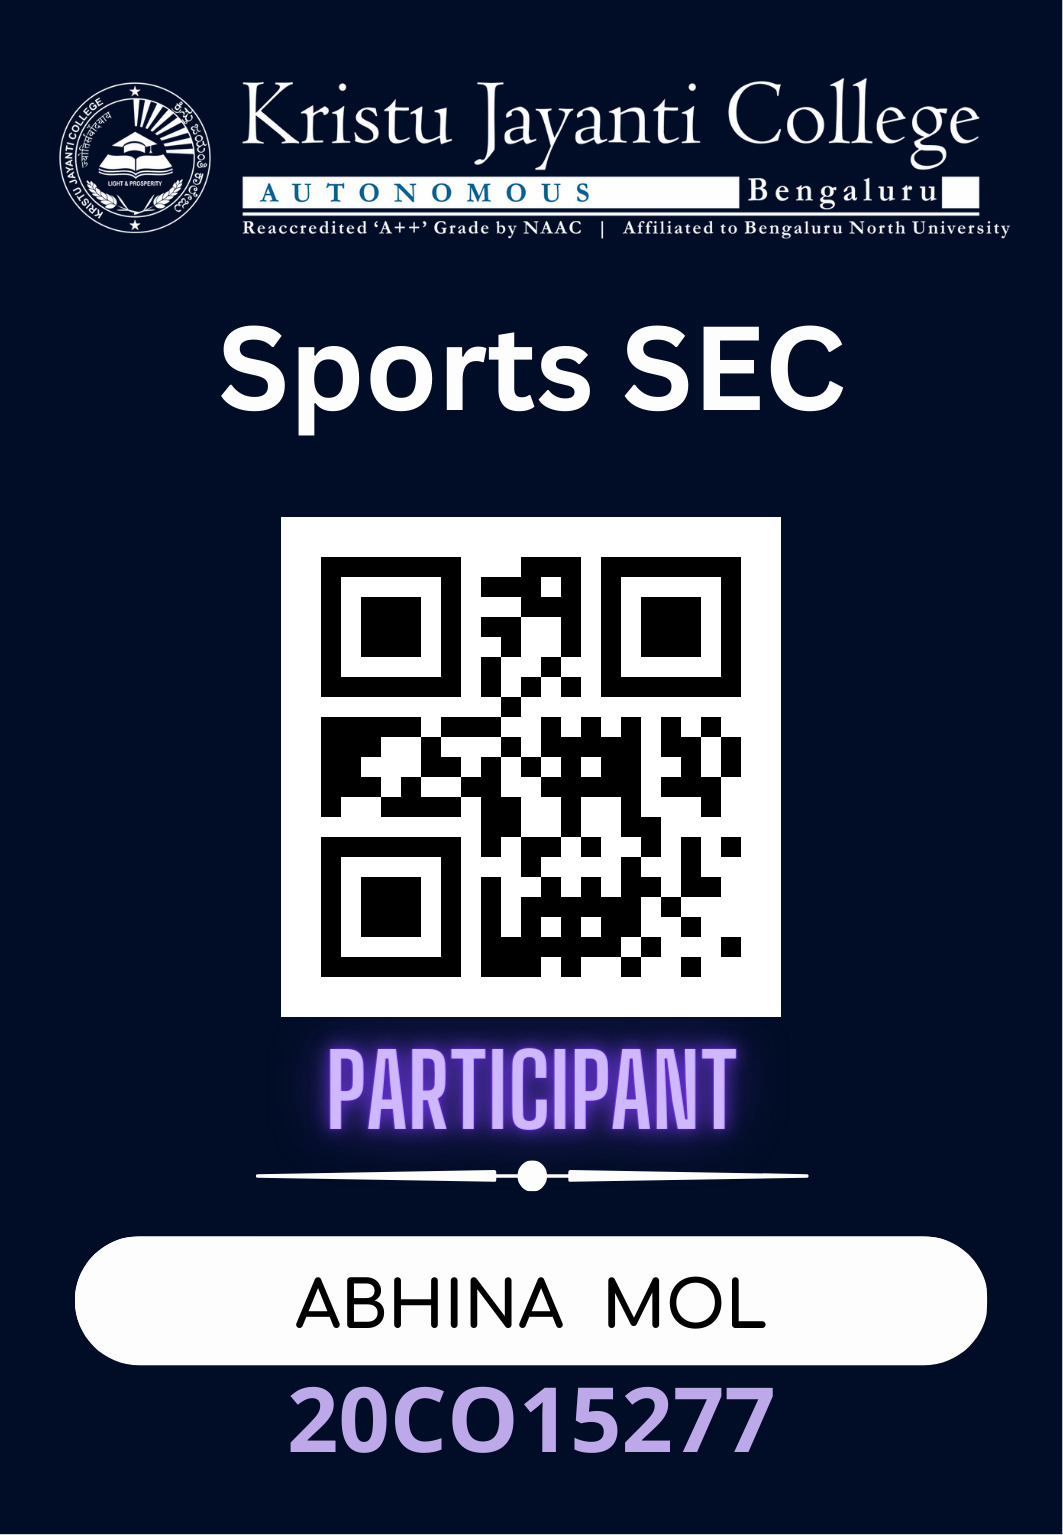 KRISTU JAYANTI COLLEGE
ज्योतिसंवादयाय
LIGHT & PROSPERITY
Kristu Jayanti College
AUTONOMOUS Bengaluru
Reaccredited ‘A++’ Grade by NAAC | Affiliated to Bengaluru North University
Sports SEC
PARTICIPANT
ABHINA MOL
20CO15277